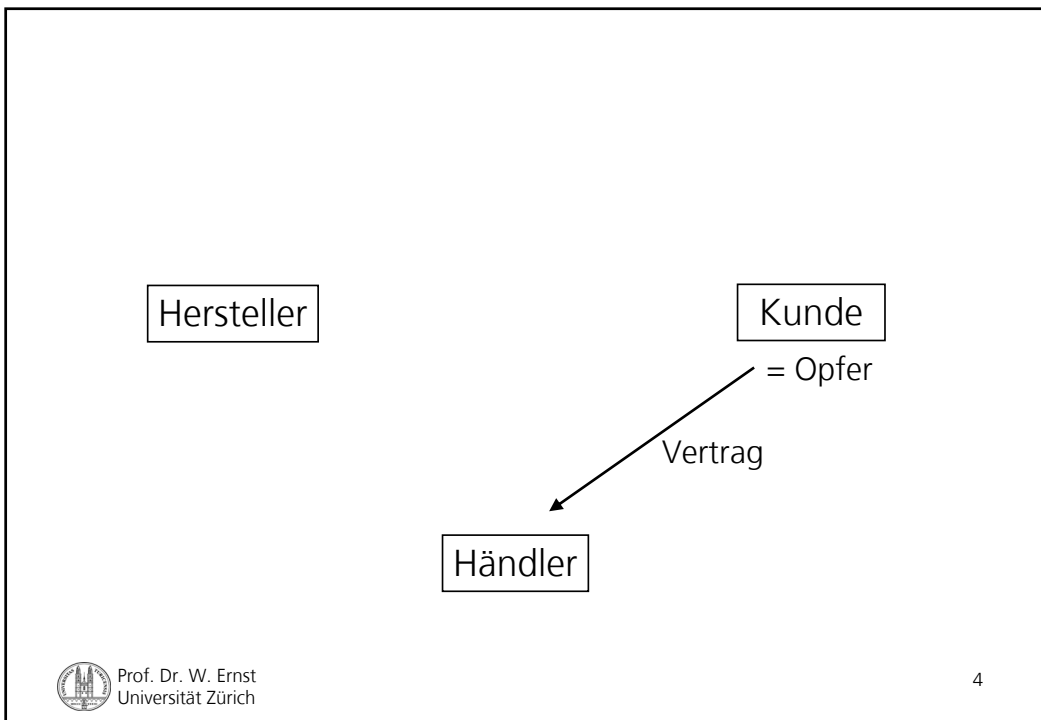 Hersteller
Kunde
= Opfer
Vertrag
Händler
Prof. Dr. W. Ernst
Universität Zürich
4